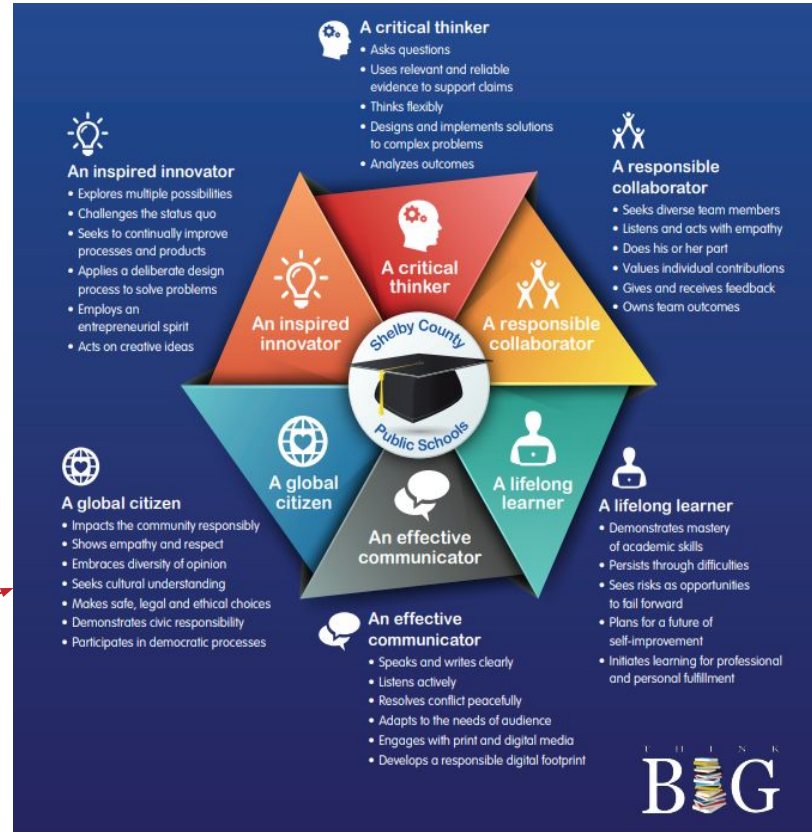 A critical thinker
• Asks questions
• Uses relevant and reliable
evidence to support claims
• Thinks flexibly
• Designs and implements solutions
to complex problems
• Analyzes outcomes
An inspired innovator
• Explores multiple possibilities
• Challenges the status quo
• Seeks to continually improve
processes and products
• Applies a deliberate design
process to solve problems
• Employs an
entrepreneurial spirit
• Acts on creative ideas
A responsible
collaborator
• Seeks diverse team members
• Listens and acts with empathy
• Does his or her part
• Values individual contributions
• Gives and receives feedback
• Owns team outcomes
A critical
thinker
An inspired
innovator
A responsible
collaborator
Shelby County
Public Schools
A global
citizen
An effective
communicator
A lifelong
learner
A global citizen
• Impacts the community responsibly
• Shows empathy and respect
• Embraces diversity of opinion
• Seeks cultural understanding
• Makes safe, legal and ethical choices
• Demonstrates civic responsibility
• Participates in democratic processes
A lifelong learner
• Demonstrates mastery
of academic skills
• Persists through difficulties
• Sees risks as opportunities
to fail forward
• Plans for a future of
self-improvement
• Initiates learning for professional
and personal fulfillment
An effective
communicator
• Speaks and writes clearly
• Listens actively
• Resolves conflict peacefully
• Adapts to the needs of audience
• Engages with print and digital media
• Develops a responsible digital footprint
THINK
BIG